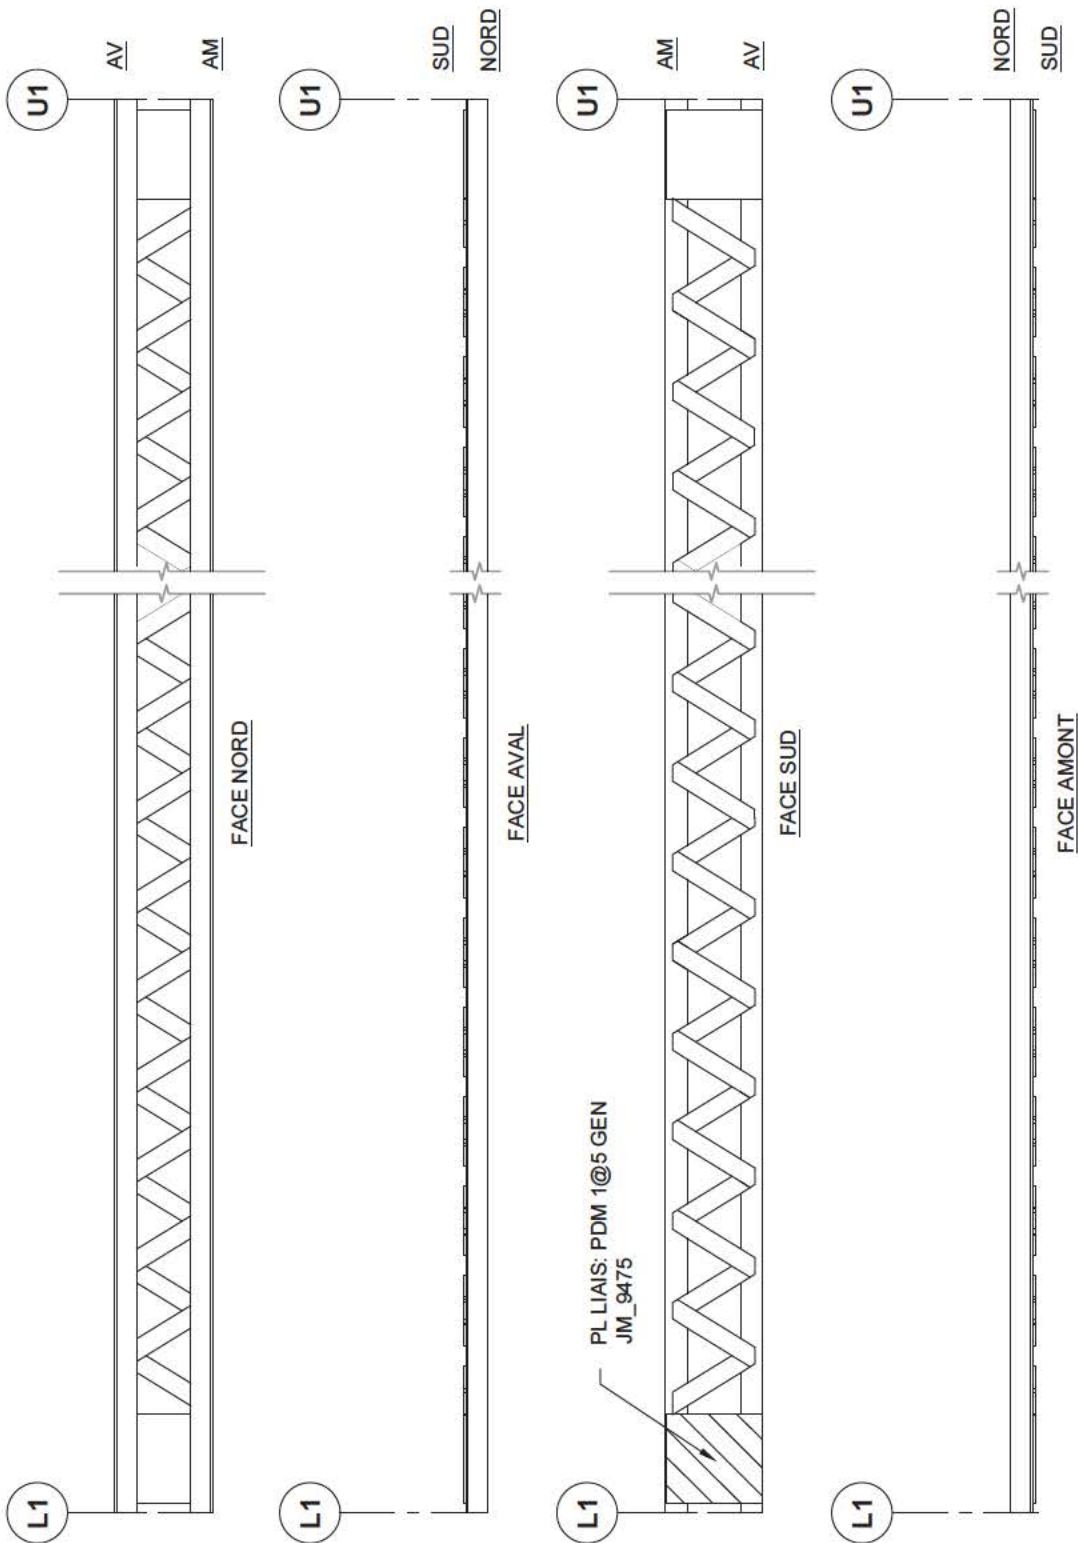 L1
U1
AV
AM
FACE NORD
L1
U1
SUD
NORD
FACE AVAL
PL LIAIS: PDM 1@5 GEN
JM_9475
L1
U1
AM
AV
FACE SUD
L1
U1
NORD
SUD
FACE AMONT